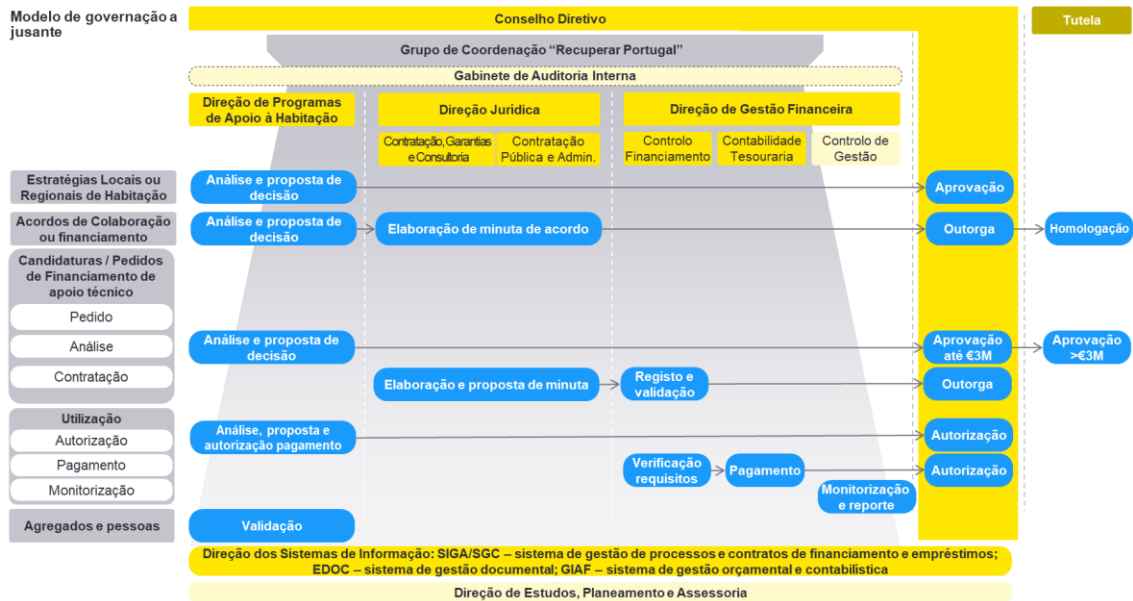 Modelo de governação a
jusante
Conselho Diretivo
Tutela
Grupo de Coordenação “Recuperar Portugal”
Gabinete de Auditoria Interna
Direção de Programas
de Apoio à Habitação
Direção Jurídica
Direção de Gestão Financeira
Contratação, Garantias
e Consultoria
Contratação
Pública e Admin.
Controlo
Financiamento
Contabilidade
Tesouraria
Controlo de
Gestão
Estratégias Locais ou
Regionais de Habitação
Análise e proposta de
decisão
Aprovação
Acordos de Colaboração
ou financiamento
Análise e proposta de
decisão
Elaboração de minuta de acordo
Outorga
Homologação
Candidaturas / Pedidos
de Financiamento de
apoio técnico
Pedido
Análise
Análise e proposta de
decisão
Aprovação
até €3M
Aprovação
>€3M
Contratação
Elaboração e proposta de minuta
Registo e
validação
Outorga
Utilização
Autorização
Análise, proposta e
autorização pagamento
Autorização
Pagamento
Verificação
requisitos
Pagamento
Autorização
Monitorização
Monitorização
e reporte
Agregados e pessoas
Validação
Direção dos Sistemas de Informação: SIGA/SGC – sistema de gestão de processos e contratos de financiamento e empréstimos;
EDOC – sistema de gestão documental; GIAF – sistema de gestão orçamental e contabilística
Direção de Estudos, Planeamento e Assessoria